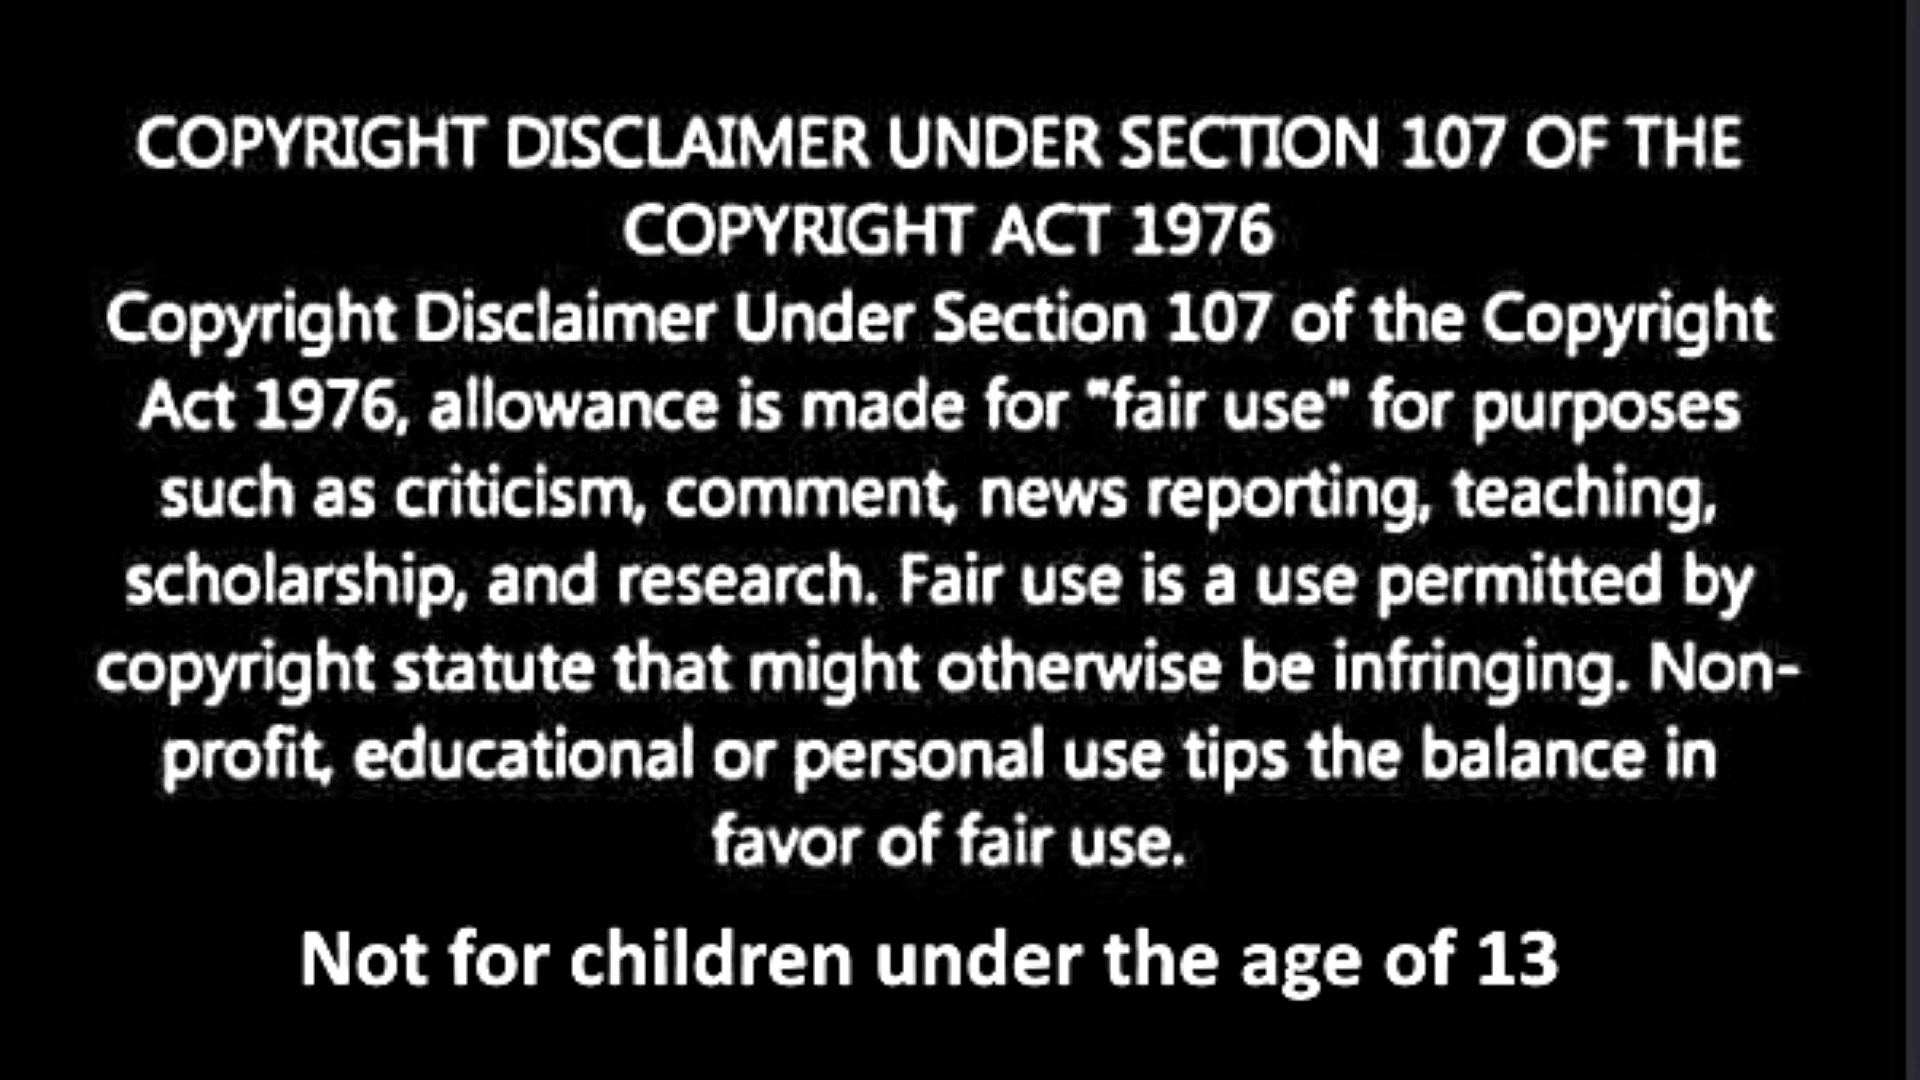 COPYRIGHT DISCLAIMER UNDER SECTION 107 OF THE
COPYRIGHT ACT 1976
Copyright Disclaimer Under Section 107 of the Copyright
Act 1976, allowance is made for "fair use" for purposes
such as criticism, comment, news reporting, teaching,
scholarship, and research. Fair use is a use permitted by
copyright statute that might otherwise be infringing. Non-
profit, educational or personal use tips the balance in
favor of fair use.
Not for children under the age of 13